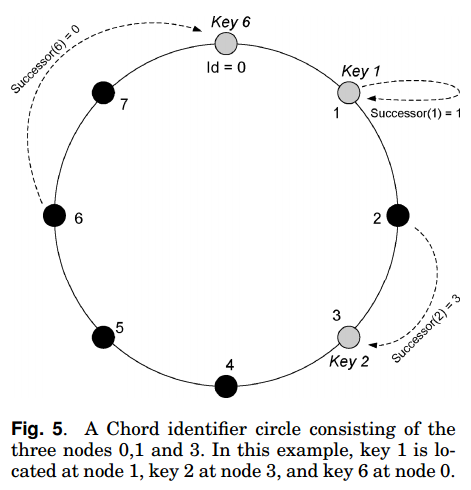 Key 6
Successor(6) = 0
Id = 0
Key 1
7
1
Successor(1) = 1
6
2
3
Successor(2) = 3
5
Key 2
4
Fig. 5. A Chord identifier circle consisting of the
three nodes 0,1 and 3. In this example, key 1 is lo-
cated at node 1, key 2 at node 3, and key 6 at node 0.